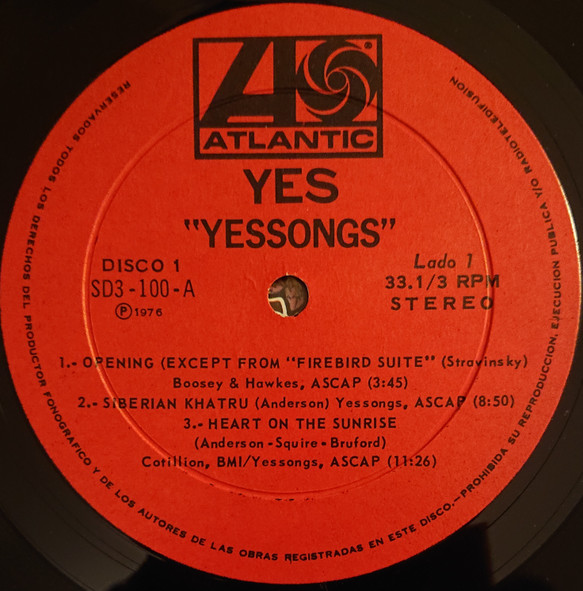 ATLANTIC
YES
"YESSONGS"
DISCO 1
SD3-100-A
Ⓟ1976
Lado 1
33.1/3 RPM
STEREO
1.- OPENING (EXCEPT FROM "FIREBIRD SUITE" (Stravinsky)
Boosey & Hawkes, ASCAP (3:45)
2.- SIBERIAN KHATRU (Anderson) Yessongs, ASCAP (8:50)
3.- HEART ON THE SUNRISE
(Anderson-Squire-Bruford)
Cotillion, BMI/Yessongs, ASCAP (11:26)
RESERVADOS TODOS LOS DERECHOS DEL PRODUCTOR FONOGRAFICO Y DE LOS AUTORES DE LAS OBRAS REGISTRADAS EN ESTE DISCO.-PROHIBIDA SU REPRODUCCION, EJECUCION PUBLICA Y/O RADIOTELEDIFUSION